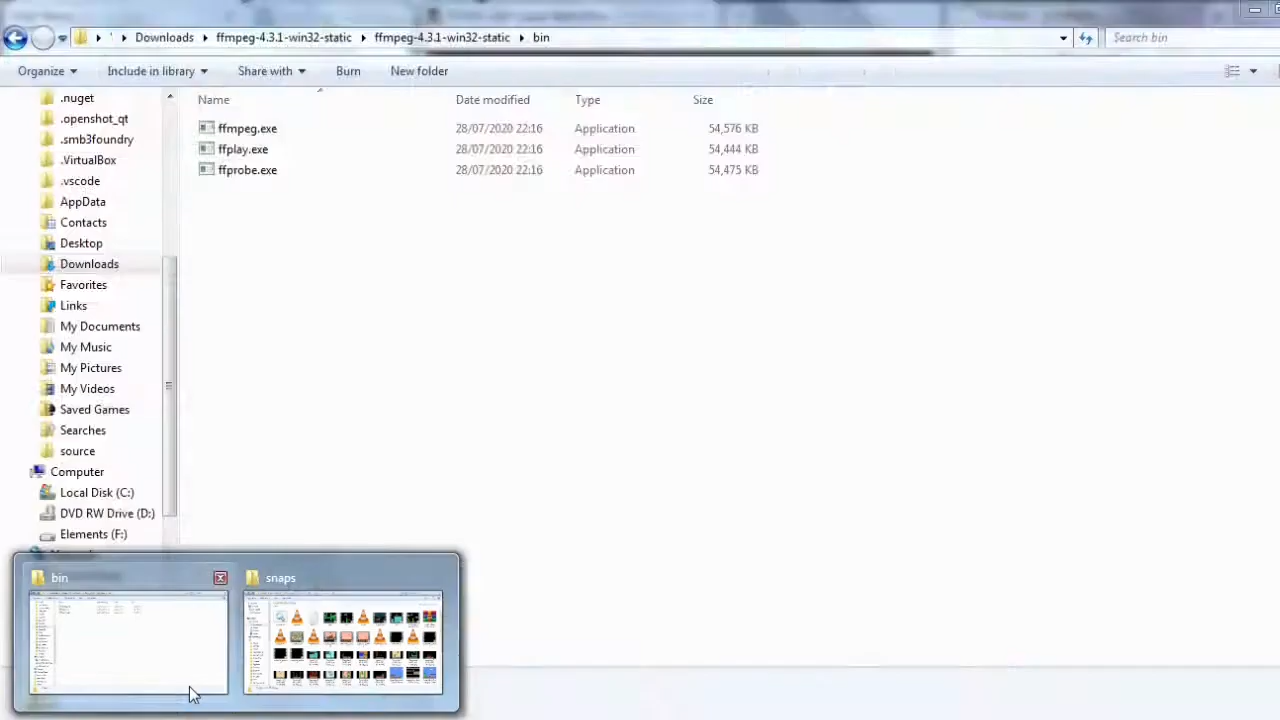 Downloads ffmpeg-4.3.1-win32-static ffmpeg-4.3.1-win32-static bin Search bin
Organize Include in library Share with Burn New folder
Name Date modified Type Size
.nuget
.openshot_qt
.smb3foundry
.VirtualBox
.vscode
AppData
Contacts
Desktop
Downloads
Favorites
Links
My Documents
My Music
My Pictures
My Videos
Saved Games
Searches
source
Computer
Local Disk (C:)
DVD RW Drive (D:)
Elements (F:)
ffmpeg.exe 28/07/2020 22:16 Application 54,576 KB
ffplay.exe 28/07/2020 22:16 Application 54,444 KB
ffprobe.exe 28/07/2020 22:16 Application 54,475 KB
bin snaps